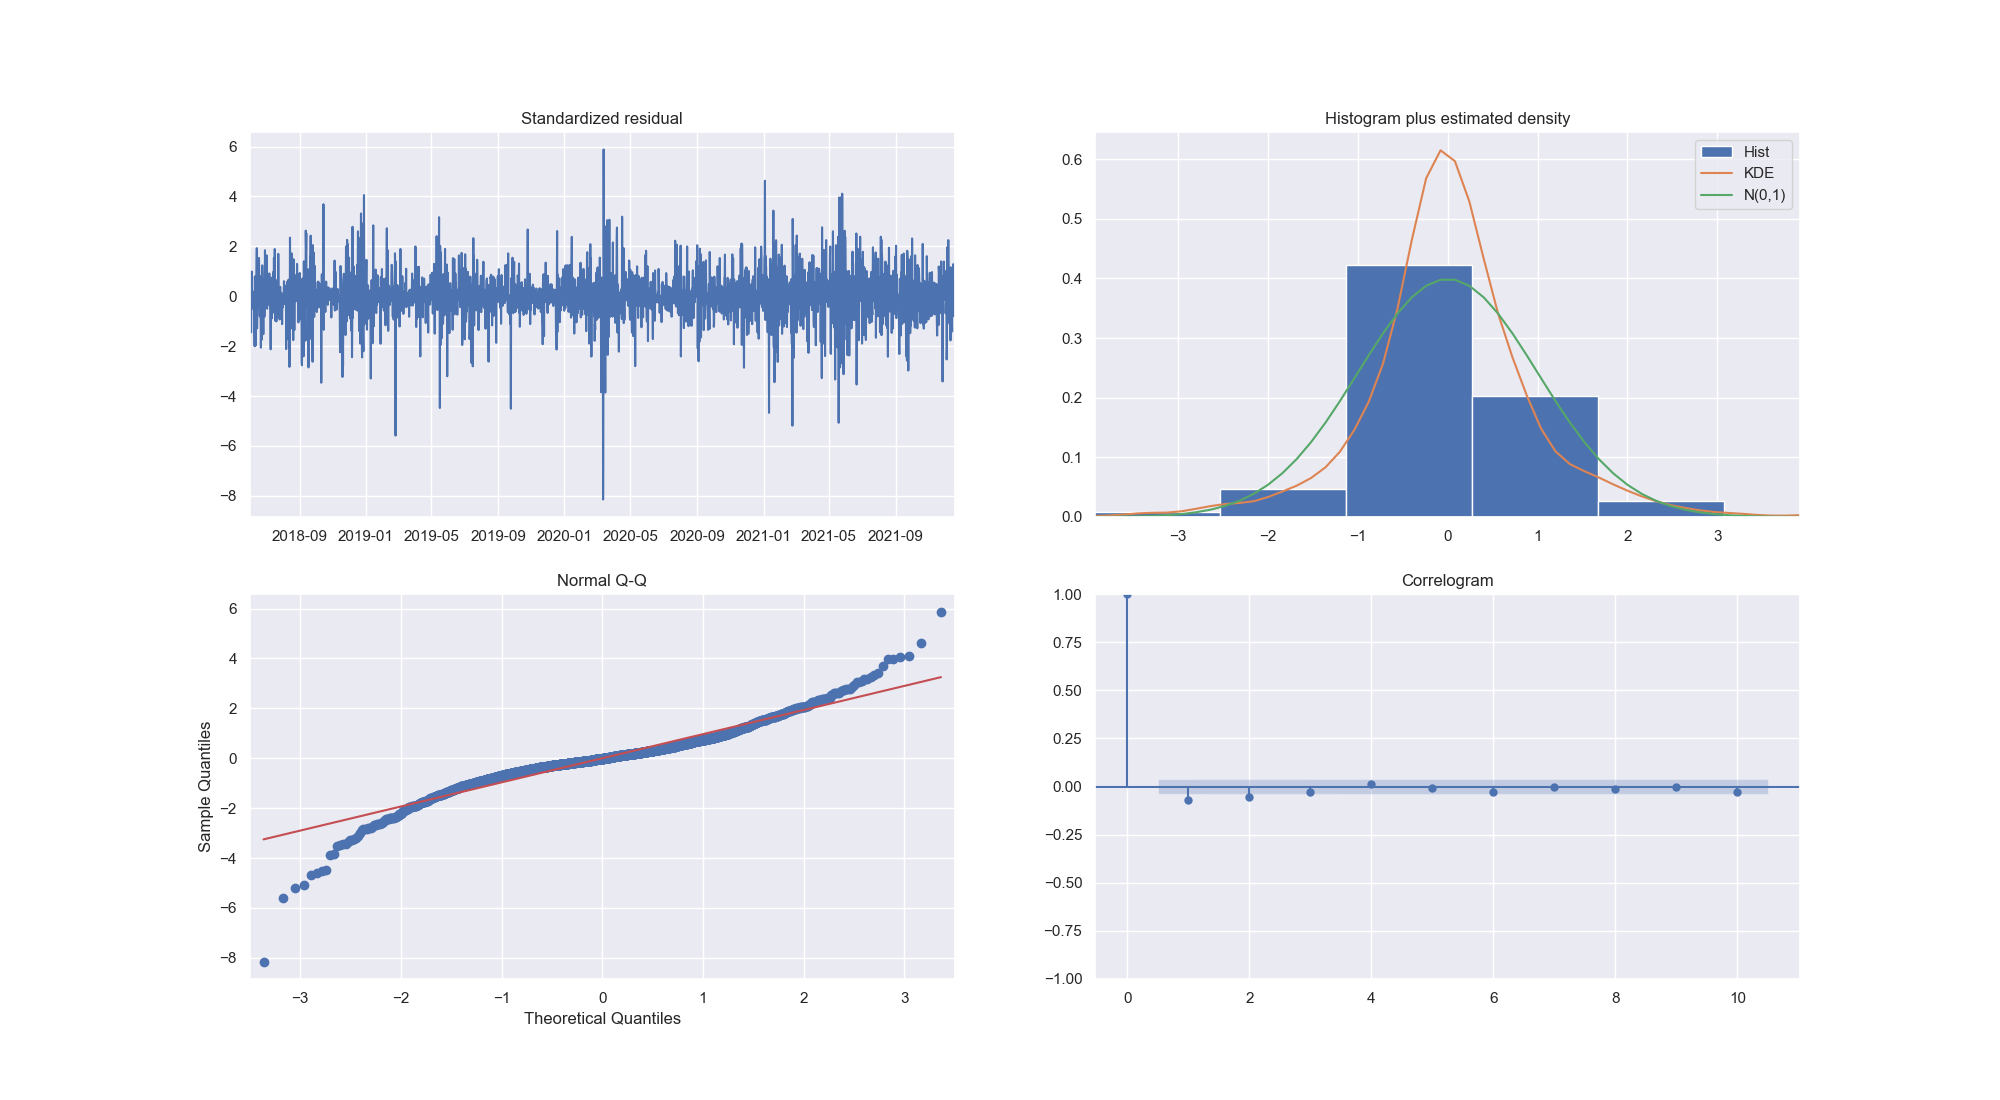 Standardized residual
6
4
2
0
−2
−4
−6
−8
2018-09 2019-01 2019-05 2019-09 2020-01 2020-05 2020-09 2021-01 2021-05 2021-09
Histogram plus estimated density
Hist
KDE
N(0,1)
0.6
0.5
0.4
0.3
0.2
0.1
0.0
−3 −2 −1 0 1 2 3
Normal Q-Q
Sample Quantiles
6
4
2
0
−2
−4
−6
−8
−3 −2 −1 0 1 2 3
Theoretical Quantiles
Correlogram
1.00
0.75
0.50
0.25
0.00
−0.25
−0.50
−0.75
−1.00
0 2 4 6 8 10